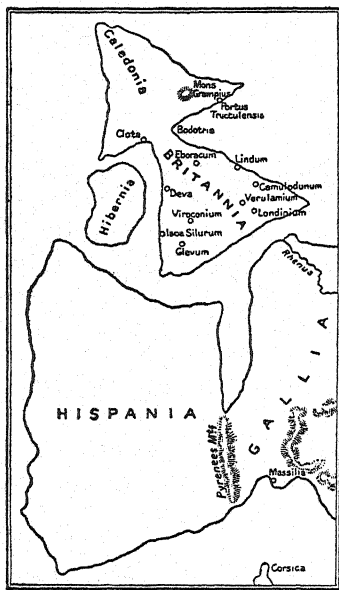 Caledonia
Mons
Grampius
Portus
Tructulensis
Clota
Bodotria
Eboracum
Lindum
BRITANNIA
Hibernia
Deva
Camulodunum
Verulamium
Viroconium
Londinium
Isca Silurum
Glevum
Rhenus
GALLIA
HISPANIA
Pyrenees Mts
Massilia
Corsica